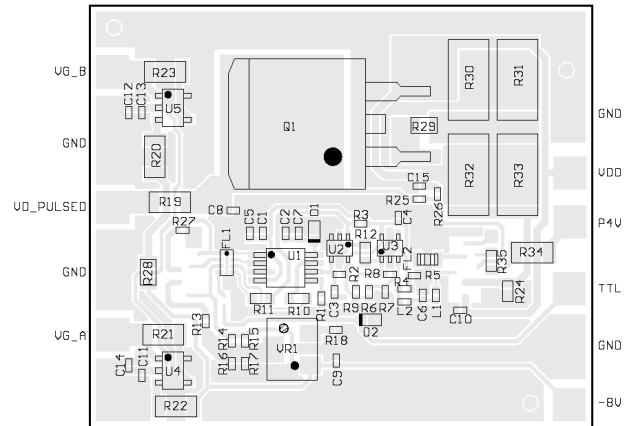 VG_B
GND
VD_PULSED
GND
VG_A
GND
VDD
P4V
TTL
GND
-8V
R23
C12
C13
U5
R20
R19
R27
C8
Q1
R30
R31
R29
R32
R33
C15
R25
R26
C5
C1
C2
C7
D1
R3
C4
R12
FL1
U1
U2
U3
FL2
R34
R35
R28
R2
R8
R5
R24
R11
R10
R1
C3
R9
R6
R7
R4
L2
C6
L1
C10
R13
R21
R14
R15
R16
R17
VR1
R18
D2
C9
C14
C11
U4
R22